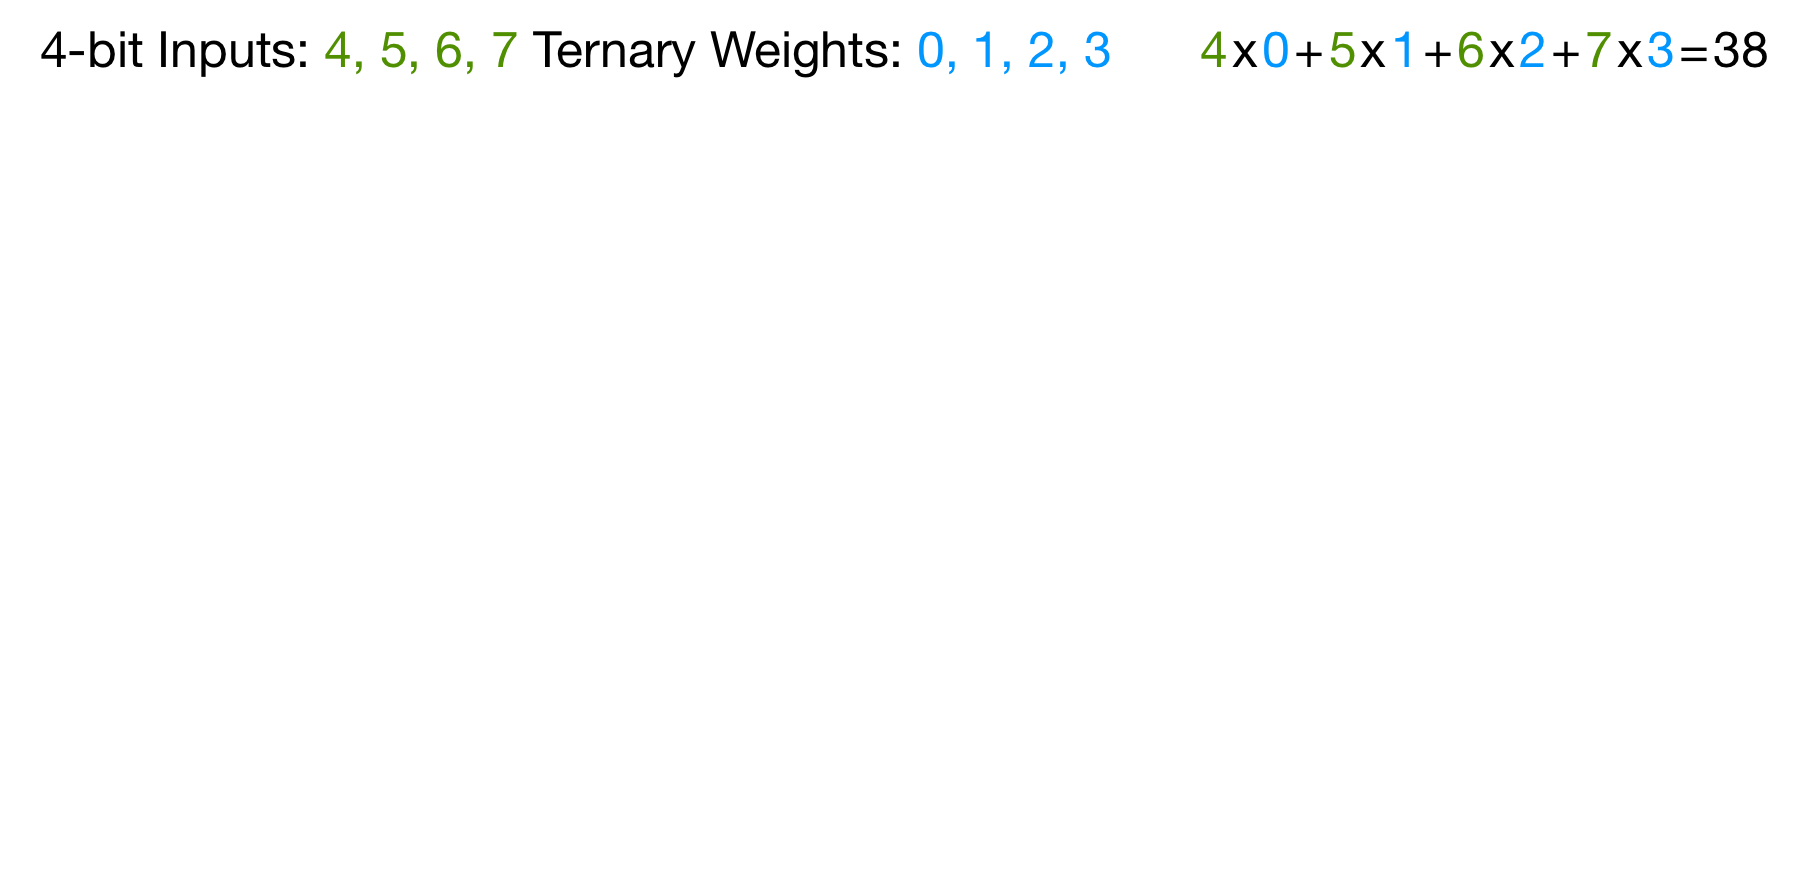 4-bit Inputs: 4, 5, 6, 7 Ternary Weights: 0, 1, 2, 3 4x0+5x1+6x2+7x3=38